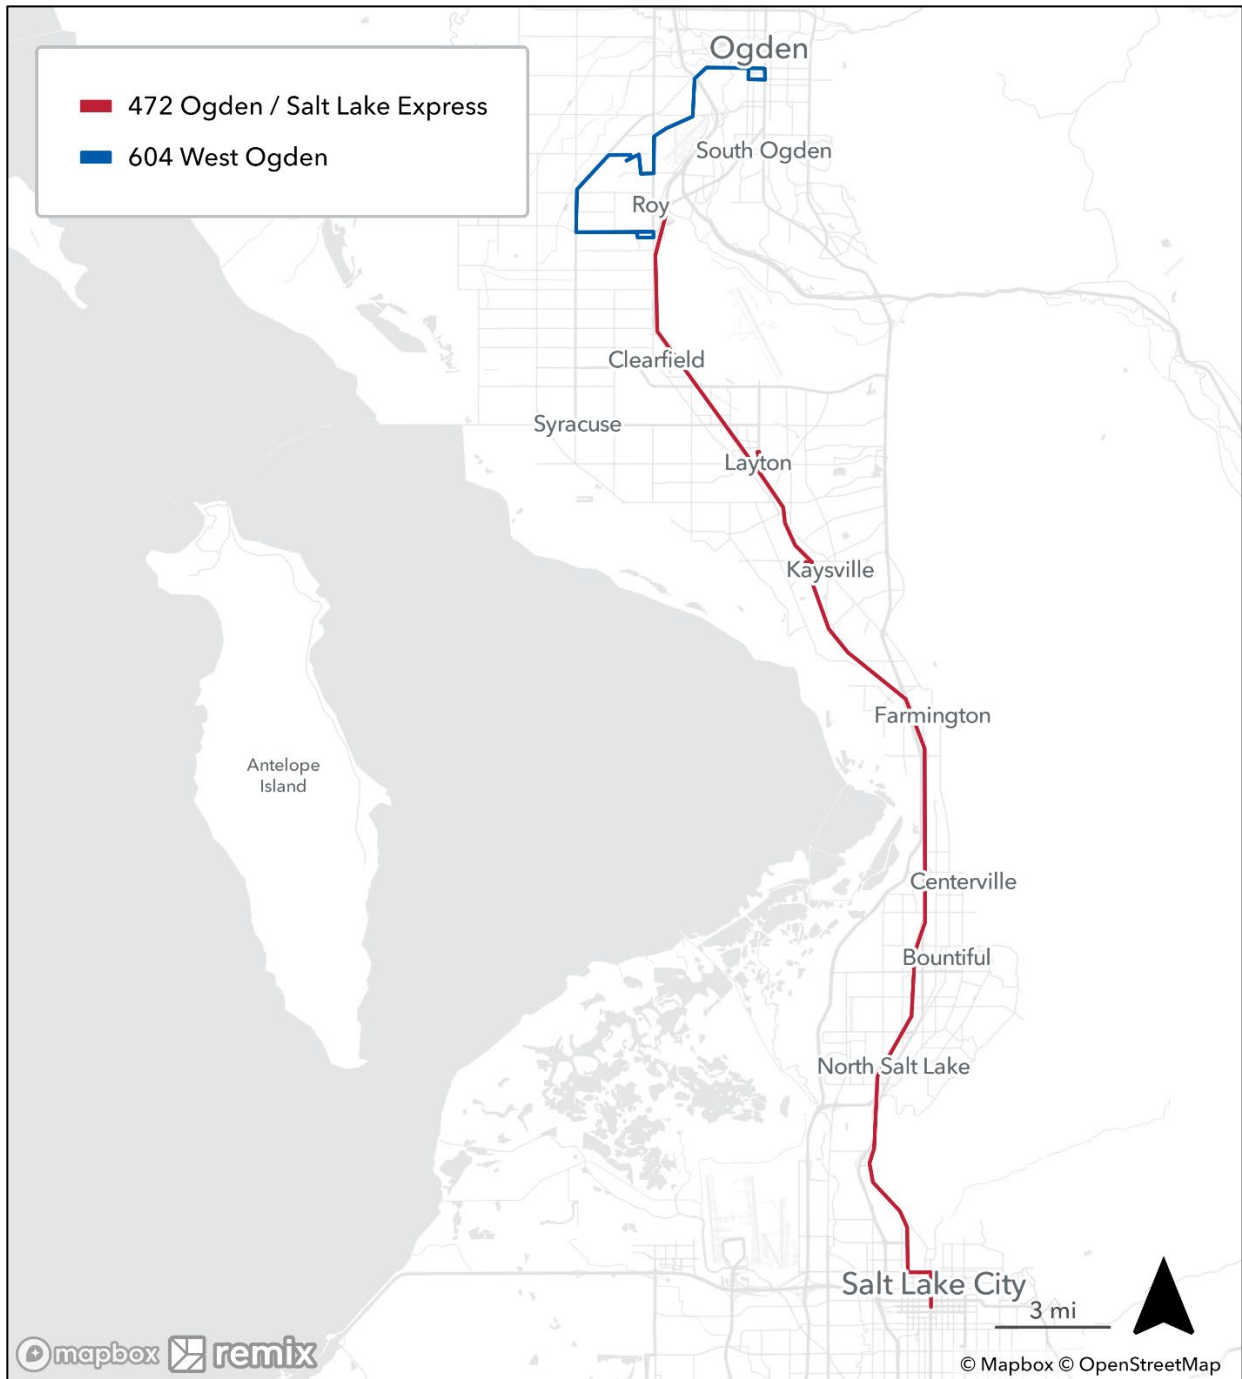 472 Ogden / Salt Lake Express
604 West Ogden
Ogden
South Ogden
Roy
Clearfield
Syracuse
Layton
Kaysville
Farmington
Antelope
Island
Centerville
Bountiful
North Salt Lake
Salt Lake City
3 mi
mapbox remix
© Mapbox © OpenStreetMap